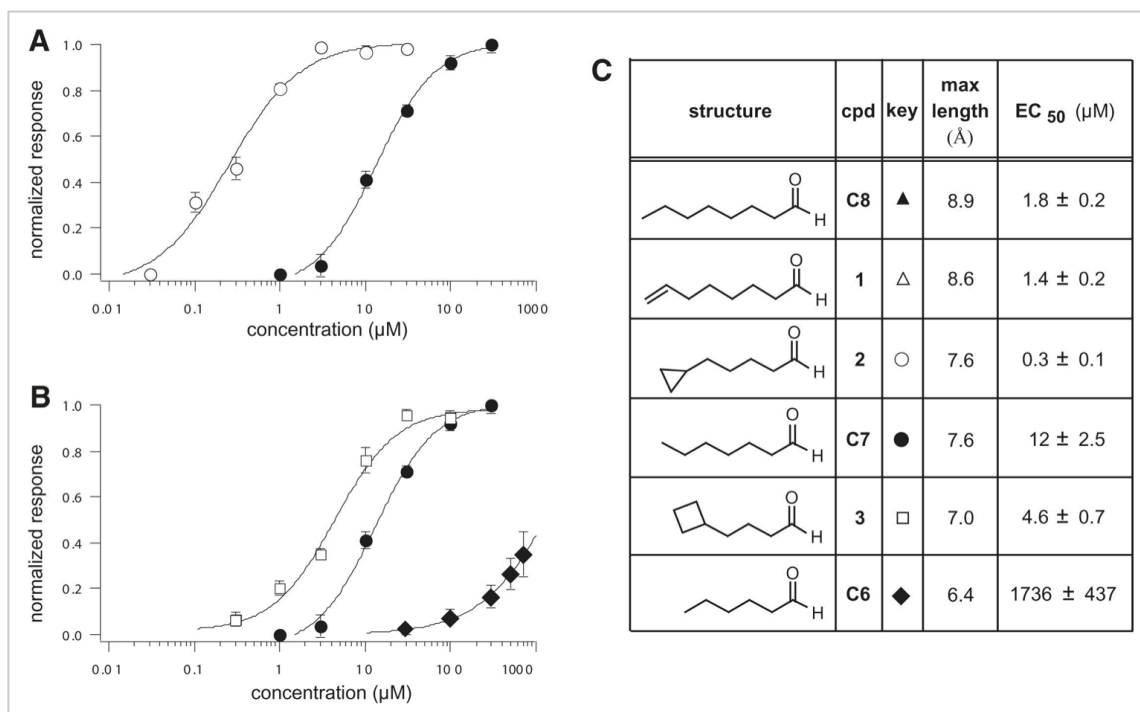 A
1.0
0.8
0.6
0.4
0.2
0.0
normalized response
0.01
0.1
1
10
100
1000
concentration (µM)
B
1.0
0.8
0.6
0.4
0.2
0.0
normalized response
0.01
0.1
1
10
100
1000
concentration (µM)
C
structure cpd key max length (Å) EC 50 (µM)
O H C8 8.9 1.8 ± 0.2
O H 1 8.6 1.4 ± 0.2
O H 2 7.6 0.3 ± 0.1
O H C7 7.6 12 ± 2.5
O H 3 7.0 4.6 ± 0.7
O H C6 6.4 1736 ± 437